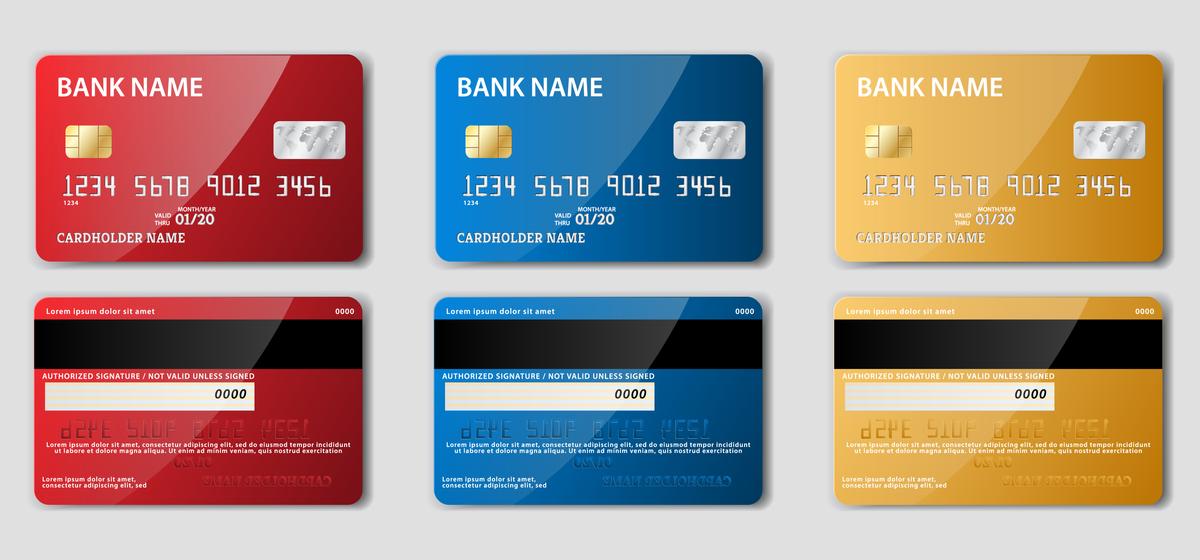 BANK NAME
1234 5678 9012 3456
1234
MONTH/YEAR
VALID THRU 01/20
CARDHOLDER NAME
BANK NAME
1234 5678 9012 3456
1234
MONTH/YEAR
VALID THRU 01/20
CARDHOLDER NAME
BANK NAME
1234 5678 9012 3456
1234
MONTH/YEAR
VALID THRU 01/20
CARDHOLDER NAME
Lorem ipsum dolor sit amet 0000
AUTHORIZED SIGNATURE / NOT VALID UNLESS SIGNED
0000
Lorem ipsum dolor sit amet, consectetur adipiscing elit, sed do eiusmod tempor incididunt
ut labore et dolore magna aliqua. Ut enim ad minim veniam, quis nostrud exercitation
Lorem ipsum dolor sit amet,
consectetur adipiscing elit, sed
Lorem ipsum dolor sit amet 0000
AUTHORIZED SIGNATURE / NOT VALID UNLESS SIGNED
0000
Lorem ipsum dolor sit amet, consectetur adipiscing elit, sed do eiusmod tempor incididunt
ut labore et dolore magna aliqua. Ut enim ad minim veniam, quis nostrud exercitation
Lorem ipsum dolor sit amet,
consectetur adipiscing elit, sed
Lorem ipsum dolor sit amet 0000
AUTHORIZED SIGNATURE / NOT VALID UNLESS SIGNED
0000
Lorem ipsum dolor sit amet, consectetur adipiscing elit, sed do eiusmod tempor incididunt
ut labore et dolore magna aliqua. Ut enim ad minim veniam, quis nostrud exercitation
Lorem ipsum dolor sit amet,
consectetur adipiscing elit, sed